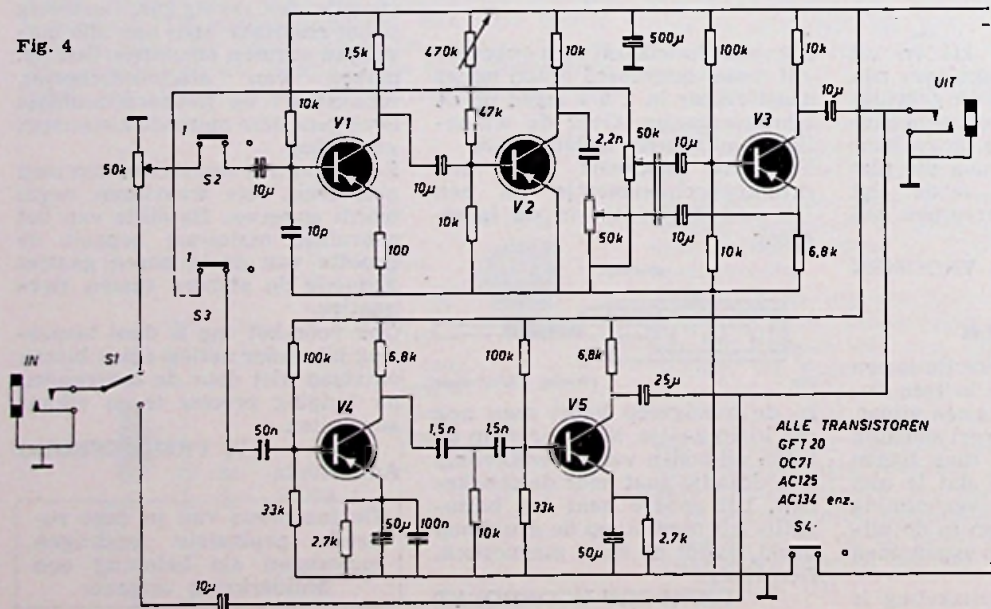 Fig. 4
1,5k
470k
10k
500µ
100k
10k
10µ
UIT
10k
V1
47k
2,2n
50k
10µ
V3
50k
1
S2
10µ
10µ
V2
10k
50k
10µ
10k
6,8k
10p
100
1
S3
100k
6,8k
100k
6,8k
25µ
IN
S1
50n
V4
1,5n
1,5n
V5
ALLE TRANSISTOREN
GFT 20
OC71
AC125
AC134 enz.
33k
2,7k
50µ
100n
10k
33k
50µ
2,7k
S4
10µ